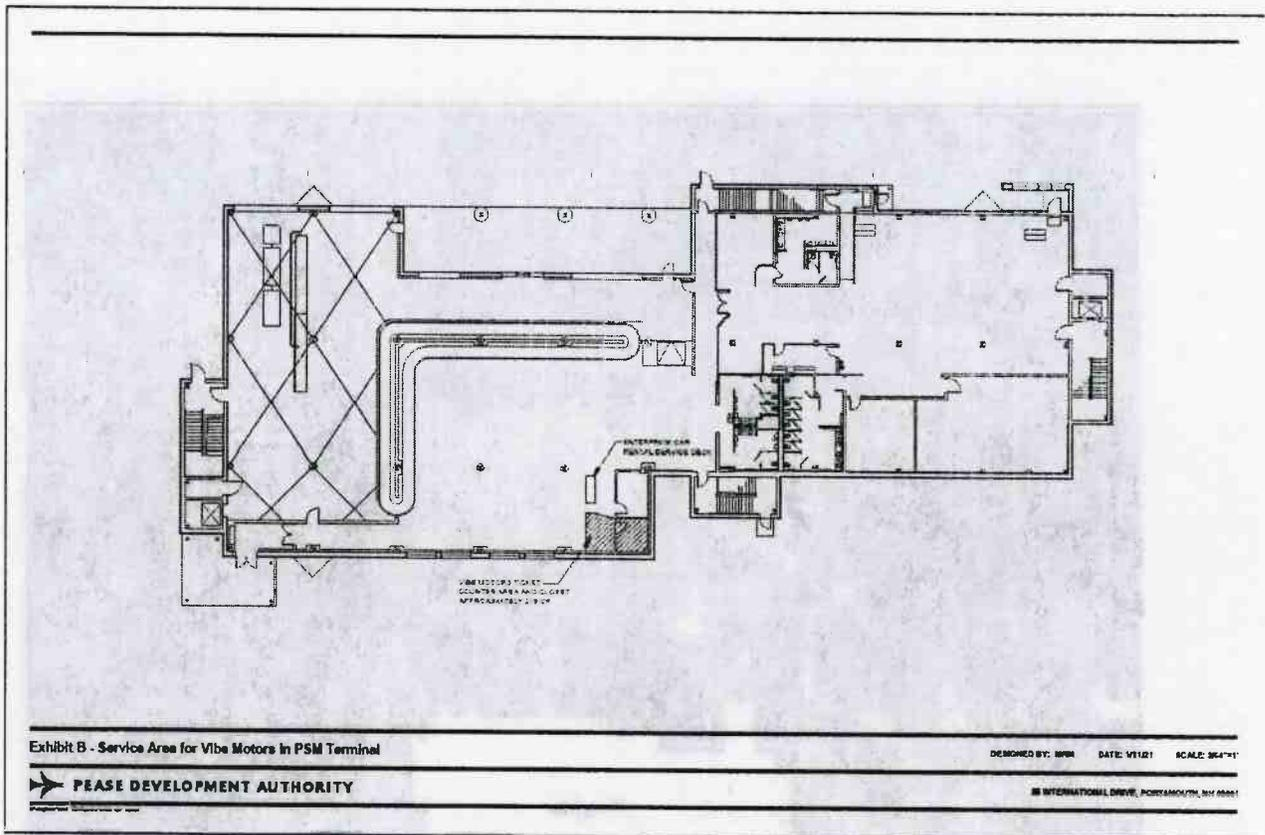 ENTERPRISE CAR
RENTAL SERVICE DESK
VIBE MOTORS TICKET
COUNTER AREA AND CLOSET
APPROXIMATELY
Exhibit B - Service Area for Vibe Motors in PSM Terminal
DESIGNED BY: DATE: SCALE:
PEASE DEVELOPMENT AUTHORITY
INTERNATIONAL DRIVE, PORTSMOUTH, NH